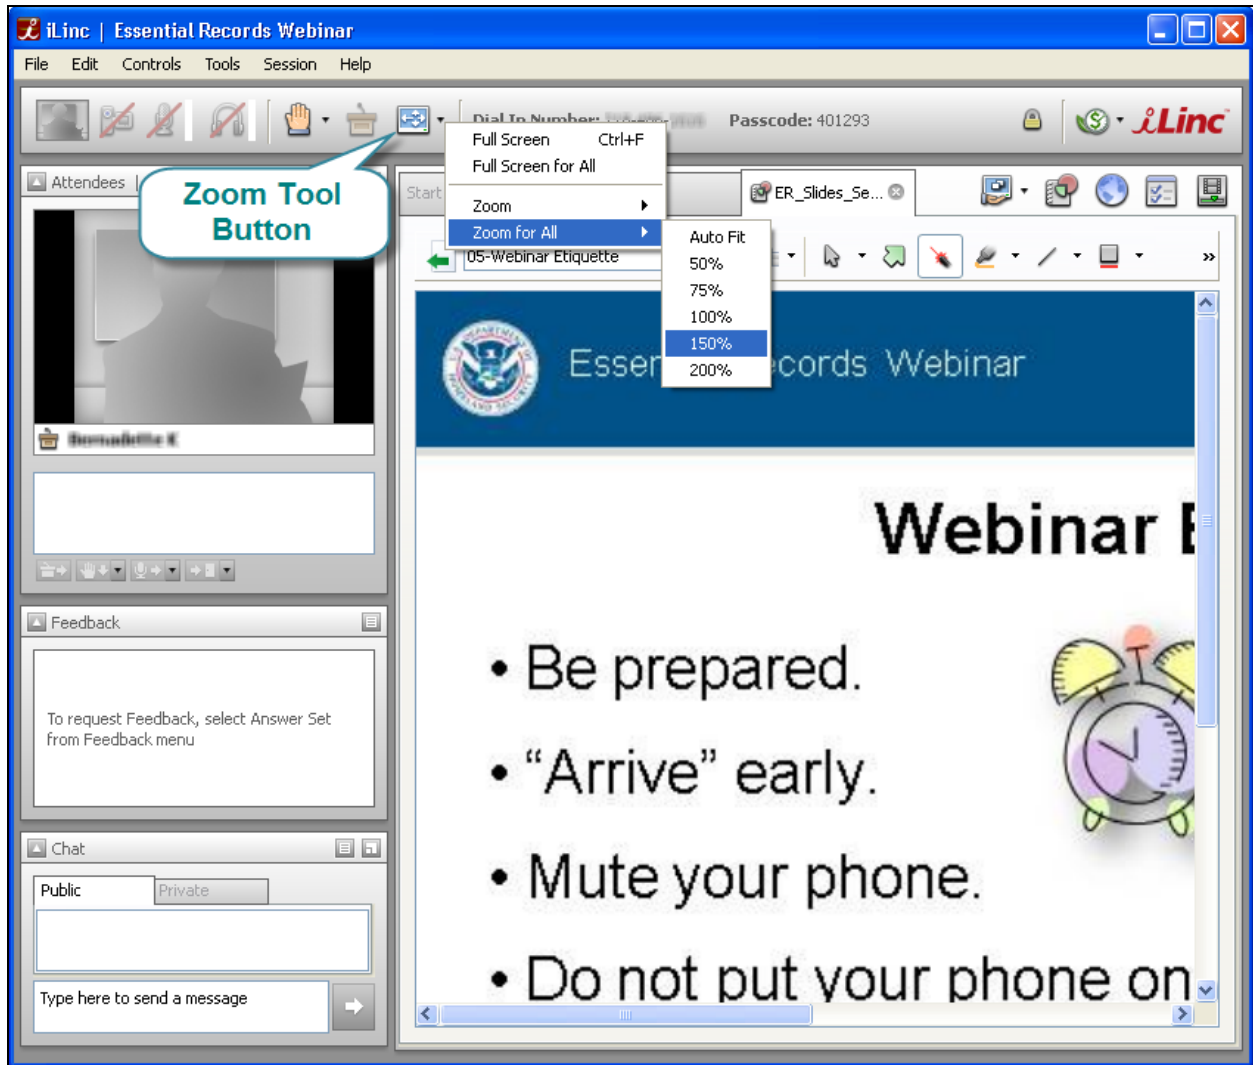 iLinc | Essential Records Webinar
File Edit Controls Tools Session Help
Dial In Number:
Passcode: 401293
iLinc
Zoom Tool
Button
Full Screen Ctrl+F
Full Screen for All
Zoom
Zoom for All
Auto Fit
50%
75%
100%
150%
200%
Attendees |
Start
ER_Slides_Se...
05-Webinar Etiquette
Essen cords Webinar
Webinar E
• Be prepared.
• “Arrive” early.
• Mute your phone.
• Do not put your phone on
Feedback
To request Feedback, select Answer Set
from Feedback menu
Chat
Public Private
Type here to send a message